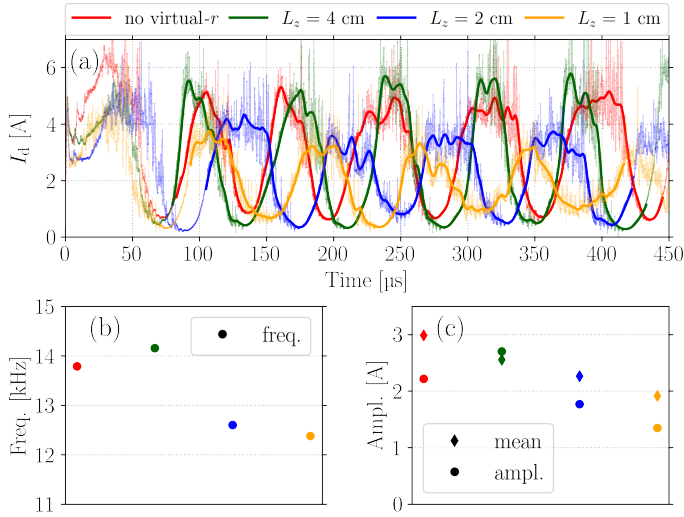 no virtual-r L_z = 4 cm L_z = 2 cm L_z = 1 cm
(a)
I_d [A]
6
4
2
0
0 50 100 150 200 250 300 350 400 450
Time [µs]
(b)
freq.
Freq. [kHz]
15
14
13
12
11
(c)
Ampl. [A]
3
2
1
0
mean
ampl.